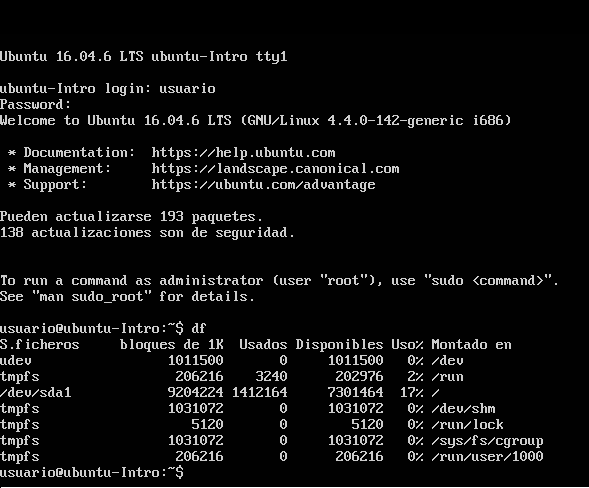 Ubuntu 16.04.6 LTS ubuntu-Intro tty1
ubuntu-Intro login: usuario
Password:
Welcome to Ubuntu 16.04.6 LTS (GNU/Linux 4.4.0-142-generic i686)
* Documentation:  https://help.ubuntu.com
* Management:     https://landscape.canonical.com
* Support:        https://ubuntu.com/advantage
Pueden actualizarse 193 paquetes.
138 actualizaciones son de seguridad.
To run a command as administrator (user "root"), use "sudo <command>".
See "man sudo_root" for details.
usuario@ubuntu-Intro:~$ df
S.ficheros     bloques de 1K  Usados Disponibles Uso% Montado en
udev                 1011500       0     1011500   0% /dev
tmpfs                 206216    3240      202976   2% /run
/dev/sda1            9204224 1412164     7301464  17% /
tmpfs                1031072       0     1031072   0% /dev/shm
tmpfs                   5120       0        5120   0% /run/lock
tmpfs                1031072       0     1031072   0% /sys/fs/cgroup
tmpfs                 206216       0      206216   0% /run/user/1000
usuario@ubuntu-Intro:~$